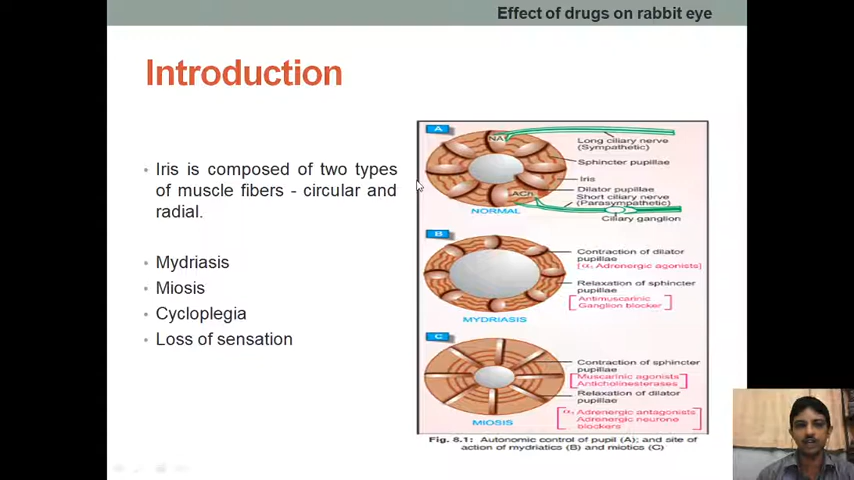 Effect of drugs on rabbit eye
Introduction
• Iris is composed of two types
of muscle fibers - circular and
radial.
• Mydriasis
• Miosis
• Cycloplegia
• Loss of sensation
A
NA
Long ciliary nerve
(Sympathetic)
Sphincter pupillae
Iris
Dilator pupillae
ACh
Short ciliary nerve
(Parasympathetic)
Ciliary ganglion
NORMAL
B
Contraction of dilator
pupillae
[α₁ Adrenergic agonists]
Relaxation of sphincter
pupillae
Antimuscarinic
Ganglion blocker
MYDRIASIS
C
Contraction of sphincter
pupillae
Muscarinic agonists
Anticholinesterases
Relaxation of dilator
pupillae
α₁ Adrenergic antagonists
Adrenergic neurone
blockers
MIOSIS
Fig. 8.1: Autonomic control of pupil (A); and site of
action of mydriatics (B) and miotics (C)